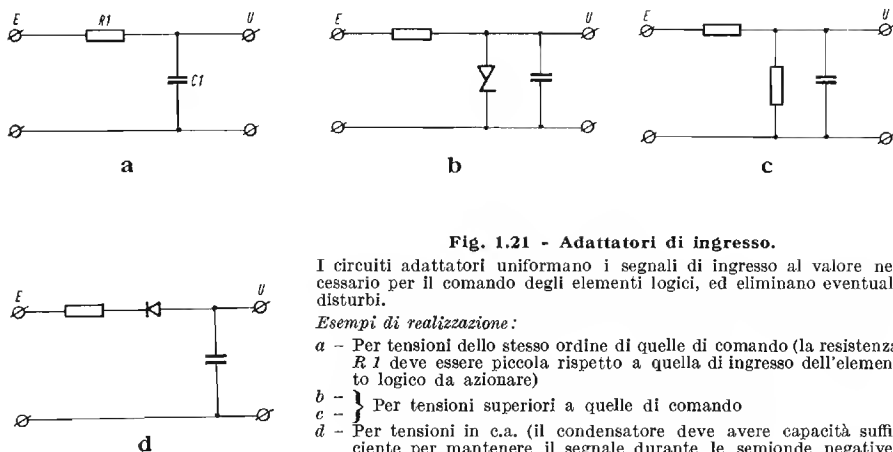 E R1 U
C1
a
E U
b
E U
c
E U
d
Fig. 1.21 - Adattatori di ingresso.
I circuiti adattatori uniformano i segnali di ingresso al valore ne
cessario per il comando degli elementi logici, ed eliminano eventual
disturbi.
Esempi di realizzazione:
a - Per tensioni dello stesso ordine di quelle di comando (la resistenza
R 1 deve essere piccola rispetto a quella di ingresso dell'elemen
to logico da azionare)
b -
c - } Per tensioni superiori a quelle di comando
d - Per tensioni in c.a. (il condensatore deve avere capacità suffi
ciente per mantenere il segnale durante le semionde negative